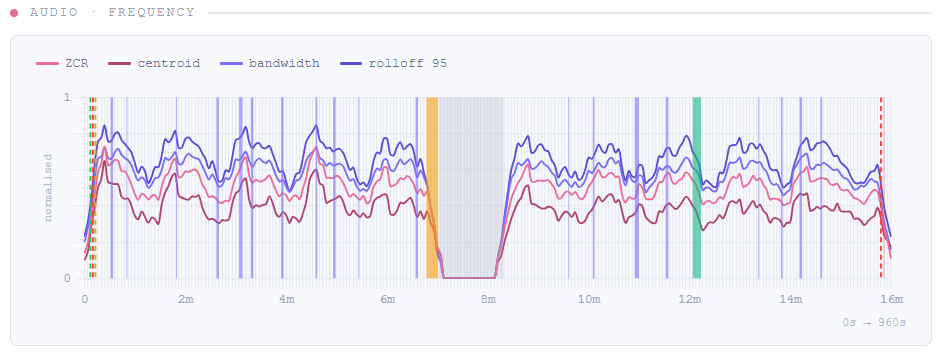 AUDIO · FREQUENCY
ZCR centroid bandwidth rolloff 95
1
normalised
0
0 2m 4m 6m 8m 10m 12m 14m 16m
0s → 960s